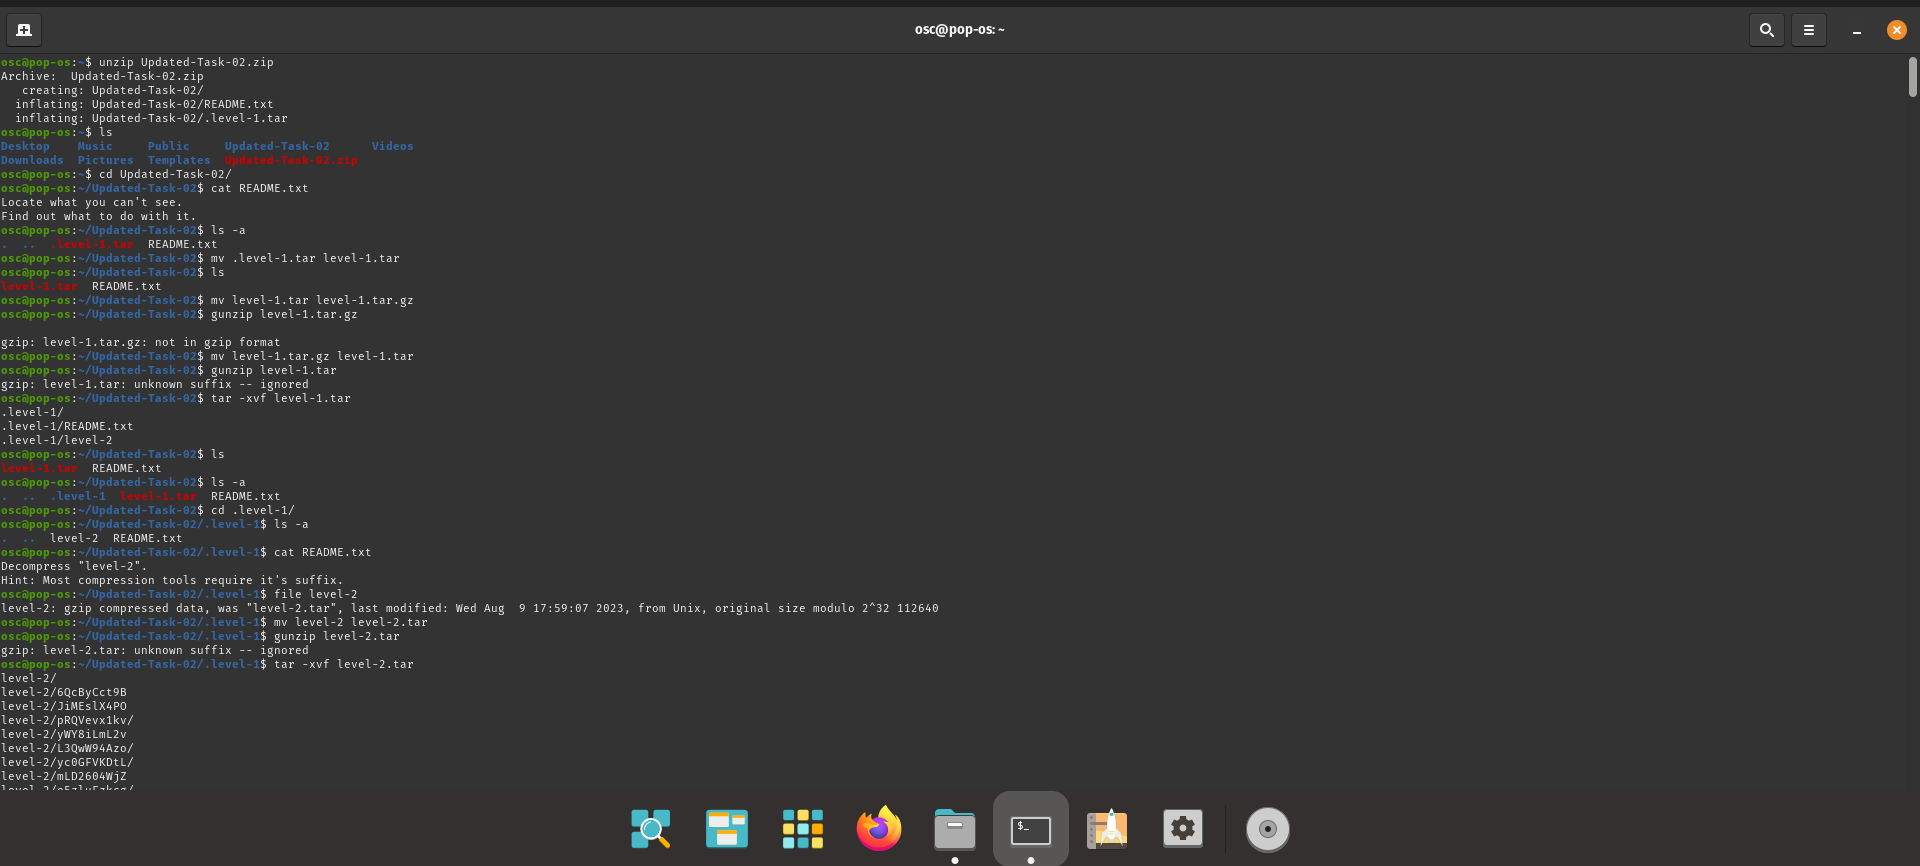 osc@pop-os: ~
osc@pop-os:~$ unzip Updated-Task-02.zip
Archive:  Updated-Task-02.zip
   creating: Updated-Task-02/
  inflating: Updated-Task-02/README.txt
  inflating: Updated-Task-02/.level-1.tar
osc@pop-os:~$ ls
Desktop    Music     Public     Updated-Task-02      Videos
Downloads  Pictures  Templates  Updated-Task-02.zip
osc@pop-os:~$ cd Updated-Task-02/
osc@pop-os:~/Updated-Task-02$ cat README.txt
Locate what you can't see.
Find out what to do with it.
osc@pop-os:~/Updated-Task-02$ ls -a
.  ..  .level-1.tar  README.txt
osc@pop-os:~/Updated-Task-02$ mv .level-1.tar level-1.tar
osc@pop-os:~/Updated-Task-02$ ls
level-1.tar  README.txt
osc@pop-os:~/Updated-Task-02$ mv level-1.tar level-1.tar.gz
osc@pop-os:~/Updated-Task-02$ gunzip level-1.tar.gz
gzip: level-1.tar.gz: not in gzip format
osc@pop-os:~/Updated-Task-02$ mv level-1.tar.gz level-1.tar
osc@pop-os:~/Updated-Task-02$ gunzip level-1.tar
gzip: level-1.tar: unknown suffix -- ignored
osc@pop-os:~/Updated-Task-02$ tar -xvf level-1.tar
.level-1/
.level-1/README.txt
.level-1/level-2
osc@pop-os:~/Updated-Task-02$ ls
level-1.tar  README.txt
osc@pop-os:~/Updated-Task-02$ ls -a
.  ..  .level-1  level-1.tar  README.txt
osc@pop-os:~/Updated-Task-02$ cd .level-1/
osc@pop-os:~/Updated-Task-02/.level-1$ ls -a
.  ..  level-2  README.txt
osc@pop-os:~/Updated-Task-02/.level-1$ cat README.txt
Decompress "level-2".
Hint: Most compression tools require it's suffix.
osc@pop-os:~/Updated-Task-02/.level-1$ file level-2
level-2: gzip compressed data, was "level-2.tar", last modified: Wed Aug  9 17:59:07 2023, from Unix, original size modulo 2^32 112640
osc@pop-os:~/Updated-Task-02/.level-1$ mv level-2 level-2.tar
osc@pop-os:~/Updated-Task-02/.level-1$ gunzip level-2.tar
gzip: level-2.tar: unknown suffix -- ignored
osc@pop-os:~/Updated-Task-02/.level-1$ tar -xvf level-2.tar
level-2/
level-2/6QcByCct9B
level-2/JiMEslX4PO
level-2/pRQVevx1kv/
level-2/yWY8iLmL2v
level-2/L3QwW94Azo/
level-2/yc0GFVKDtL/
level-2/mLD2604WjZ
$_